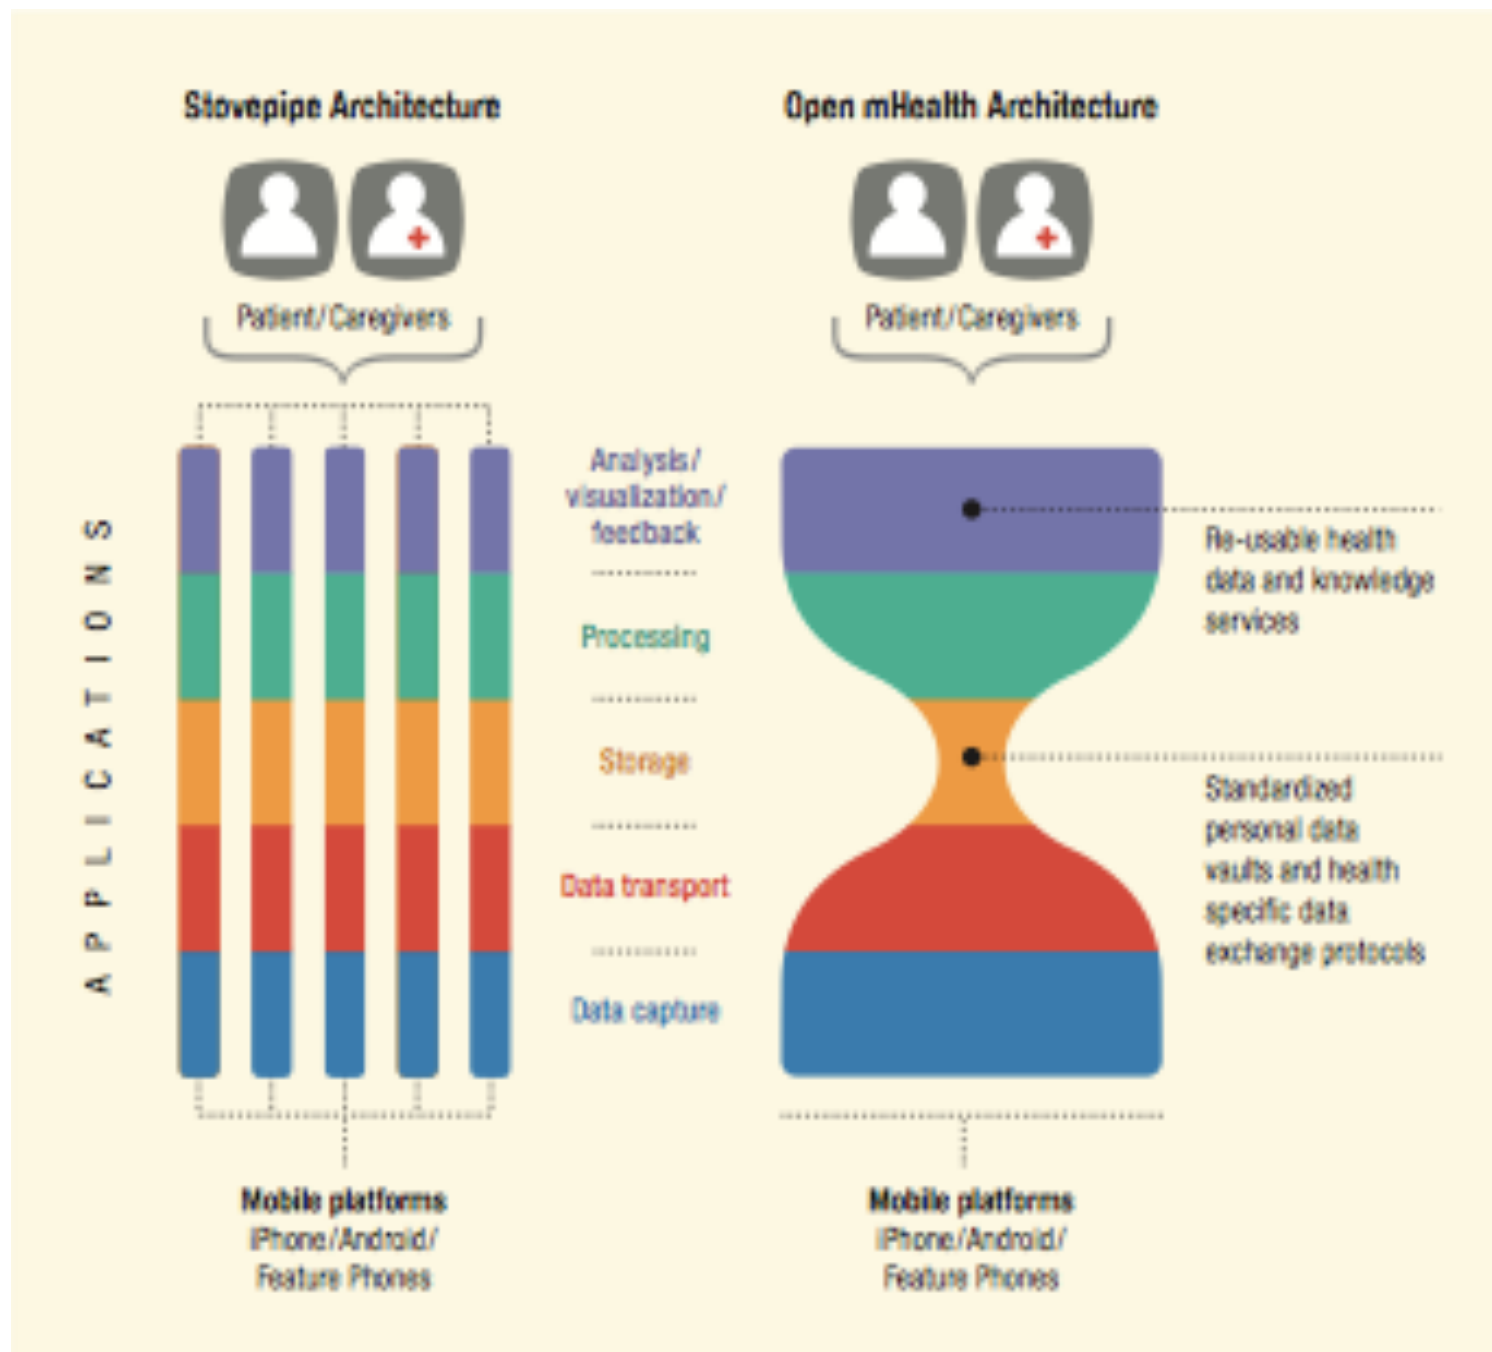 Stovepipe Architecture
Patient/Caregivers
APPLICATIONS
Mobile platforms
iPhone/Android/
Feature Phones
Analysis/
visualization/
feedback
Processing
Storage
Data transport
Data capture
Open mHealth Architecture
Patient/Caregivers
Re-usable health
data and knowledge
services
Standardized
personal data
vaults and health
specific data
exchange protocols
Mobile platforms
iPhone/Android/
Feature Phones